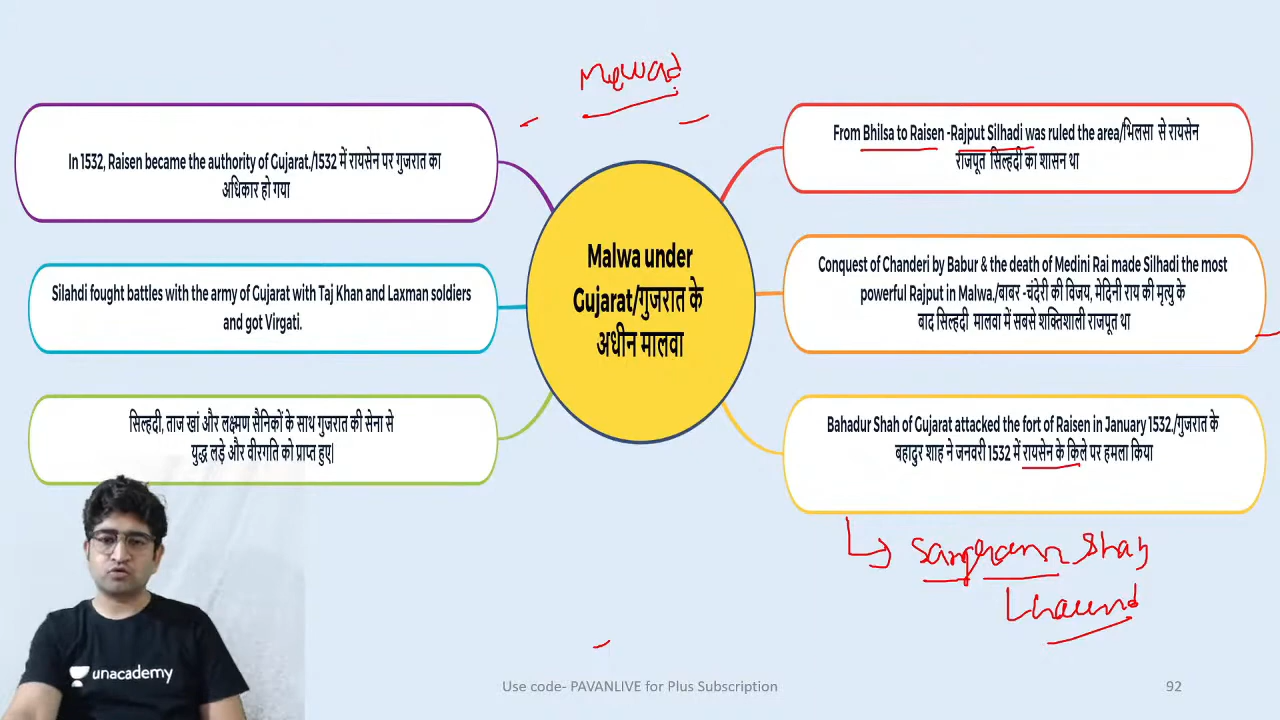 Mewad
In 1532, Raisen became the authority of Gujarat./1532 में रायसेन पर गुजरात का
अधिकार हो गया
Silahdi fought battles with the army of Gujarat with Taj Khan and Laxman soldiers
and got Virgati.
सिल्हदी, ताज खां और लक्ष्मण सैनिकों के साथ गुजरात की सेना से
युद्ध लड़े और वीरगति को प्राप्त हुए|
Malwa under
Gujarat/गुजरात के
अधीन मालवा
From Bhilsa to Raisen -Rajput Silhadi was ruled the area/भिलसा से रायसेन
राजपूत सिल्हदी का शासन था
Conquest of Chanderi by Babur & the death of Medini Rai made Silhadi the most
powerful Rajput in Malwa./बाबर -चंदेरी की विजय, मेदिनी राय की मृत्यु के
बाद सिल्हदी मालवा में सबसे शक्तिशाली राजपूत था
Bahadur Shah of Gujarat attacked the fort of Raisen in January 1532./गुजरात के
बहादुर शाह ने जनवरी 1532 में रायसेन के किले पर हमला किया
Sangram Shah
unacademy
Use code- PAVANLIVE for Plus Subscription
92